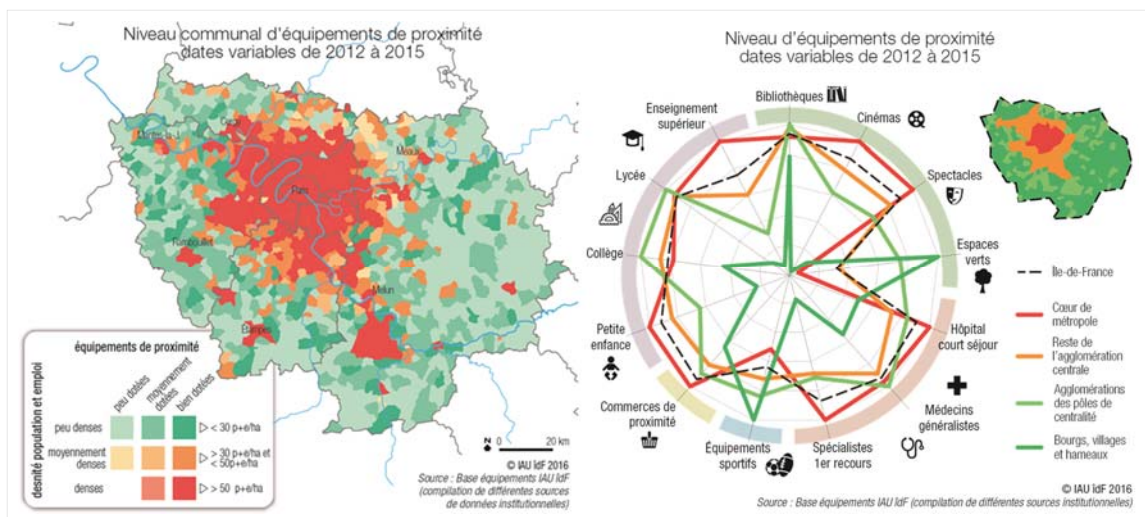 Niveau communal d'équipements de proximité
dates variables de 2012 à 2015
Mantes-la-J.
Cergy
Meaux
Paris
Rambouillet
Melun
Étampes
équipements de proximité
peu dotées
moyennement
dotées
bien dotées
desnité population et emploi
peu denses
▷ < 30 p+e/ha
moyennement
denses
▷ > 30 p+e/ha et
< 50p+e/ha
denses
▷ > 50 p+e/ha
N
0 20 km
© IAU îdF 2016
Source : Base équipements IAU îdF
(compilation de différentes sources
de données institutionnelles)
Niveau d'équipements de proximité
dates variables de 2012 à 2015
Bibliothèques
Cinémas
Spectacles
Espaces
verts
Hôpital
court séjour
Médecins
généralistes
Spécialistes
1er recours
Équipements
sportifs
Commerces de
proximité
Petite
enfance
Collège
Lycée
Enseignement
supérieur
Île-de-France
Cœur de
métropole
Reste de
l'agglomération
centrale
Agglomérations
des pôles de
centralité
Bourgs, villages
et hameaux
© IAU îdF 2016
Source : Base équipements IAU îdF (compilation de différentes sources institutionnelles)